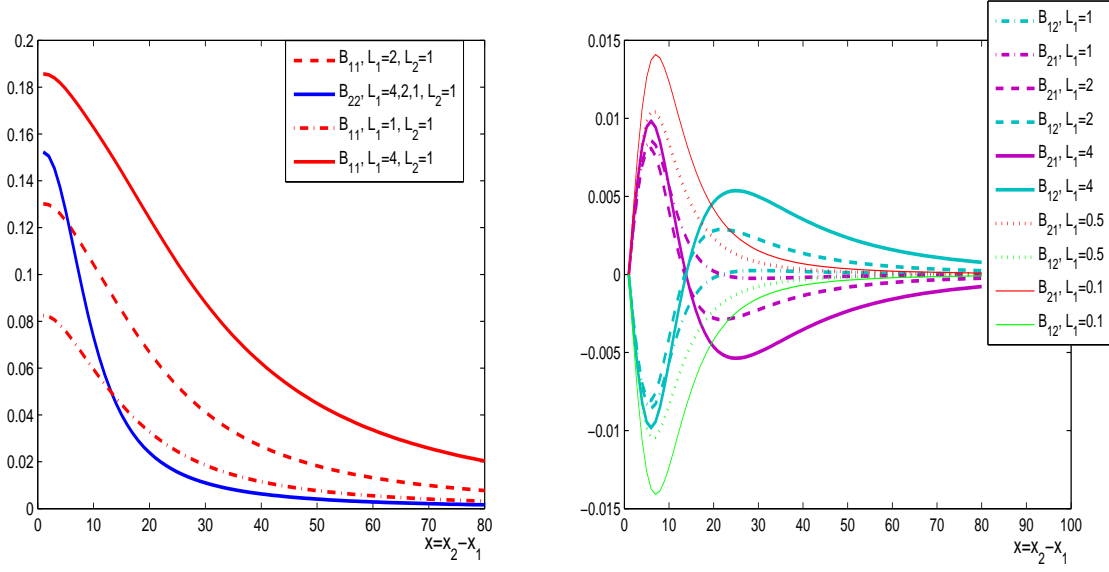 0.2
0.18
0.16
0.14
0.12
0.1
0.08
0.06
0.04
0.02
0
0 10 20 30 40 50 60 70 80
x=x₂−x₁
B₁₁, L₁=2, L₂=1
B₂₂, L₁=4,2,1, L₂=1
B₁₁, L₁=1, L₂=1
B₁₁, L₁=4, L₂=1
0.015
0.01
0.005
0
−0.005
−0.01
−0.015
0 10 20 30 40 50 60 70 80 90 100
x=x₂−x₁
B₁₂, L₁=1
B₂₁, L₁=1
B₂₁, L₁=2
B₁₂, L₁=2
B₂₁, L₁=4
B₁₂, L₁=4
B₂₁, L₁=0.5
B₁₂, L₁=0.5
B₂₁, L₁=0.1
B₁₂, L₁=0.1